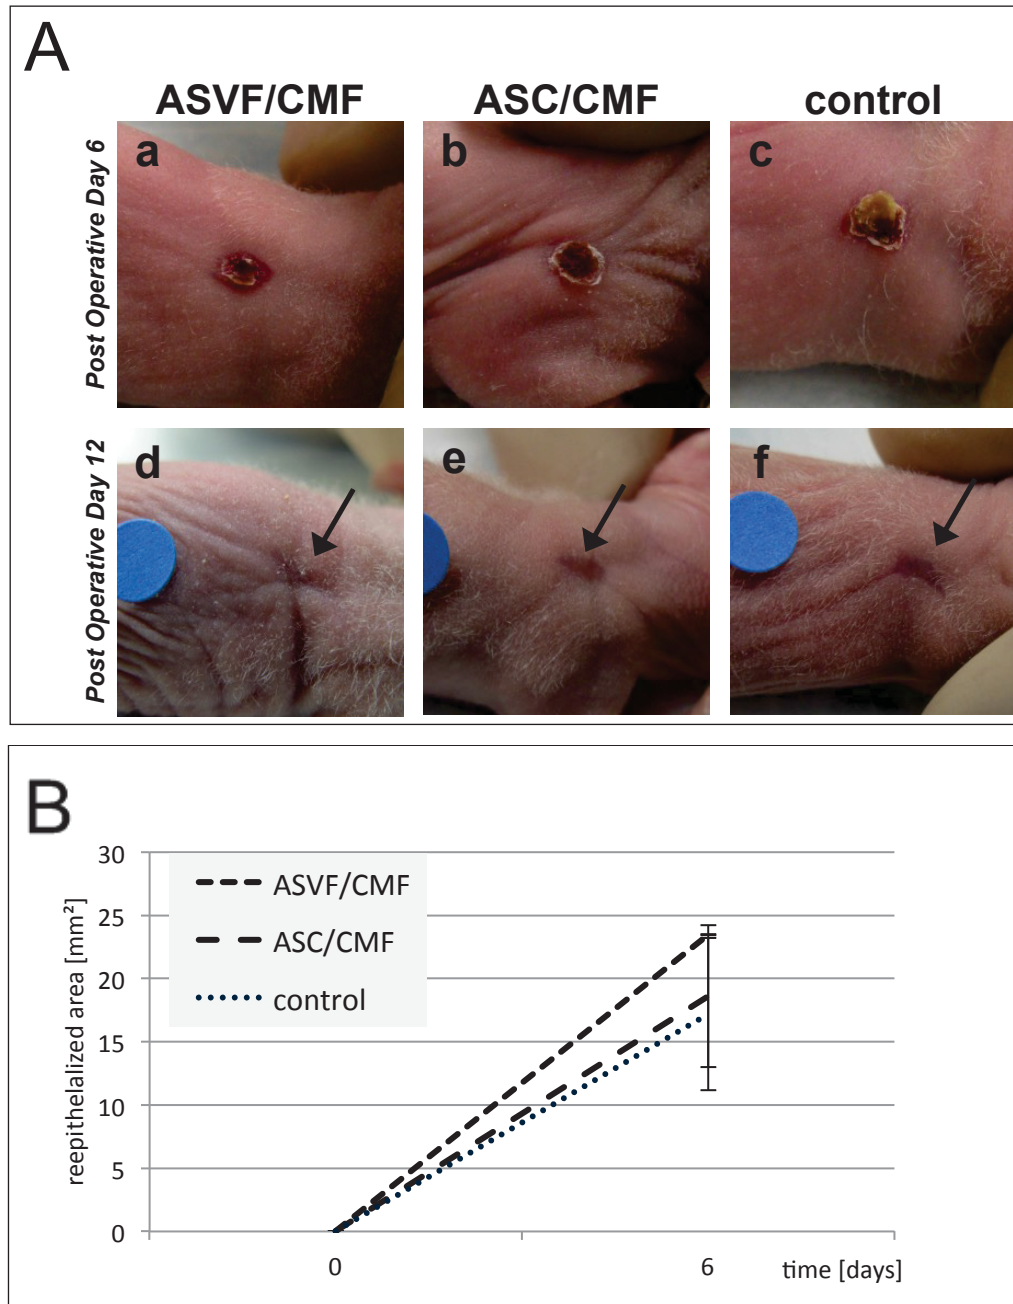 A
ASVF/CMF ASC/CMF control
Post Operative Day 6
a b c
Post Operative Day 12
d e f
B
30
25
20
15
10
5
0
reepithelalized area [mm²]
ASVF/CMF
ASC/CMF
control
0 6 time [days]